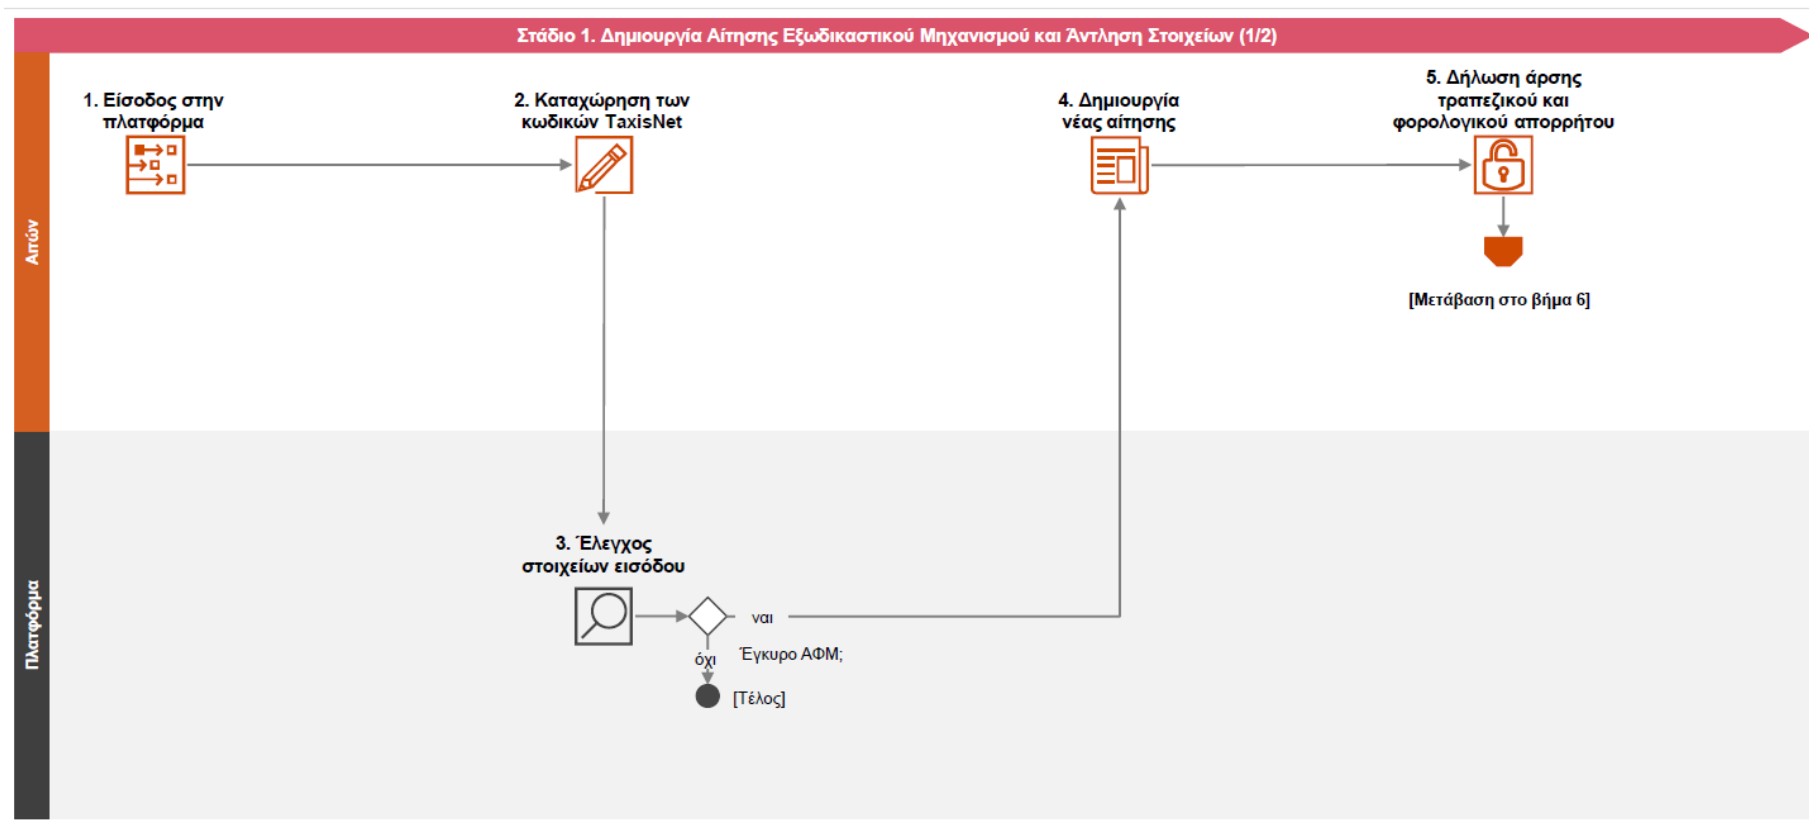 Στάδιο 1. Δημιουργία Αίτησης Εξωδικαστικού Μηχανισμού και Άντληση Στοιχείων (1/2)
Αιτών
1. Είσοδος στην
πλατφόρμα
2. Καταχώρηση των
κωδικών TaxisNet
4. Δημιουργία
νέας αίτησης
5. Δήλωση άρσης
τραπεζικού και
φορολογικού απορρήτου
[Μετάβαση στο βήμα 6]
Πλατφόρμα
3. Έλεγχος
στοιχείων εισόδου
ναι
όχι
Έγκυρο ΑΦΜ;
[Τέλος]